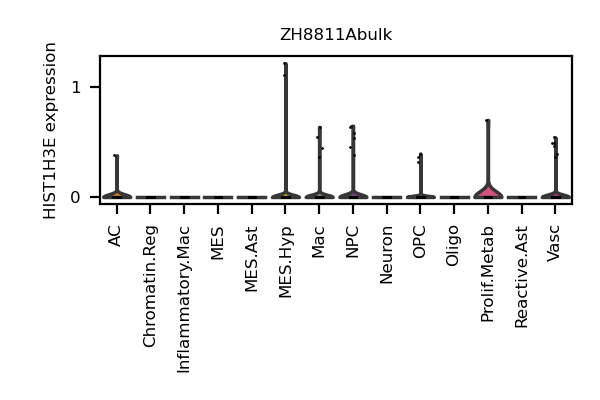 ZH8811Abulk
HIST1H3E expression
1
0
AC
Chromatin.Reg
Inflammatory.Mac
MES
MES.Ast
MES.Hyp
Mac
NPC
Neuron
OPC
Oligo
Prolif.Metab
Reactive.Ast
Vasc